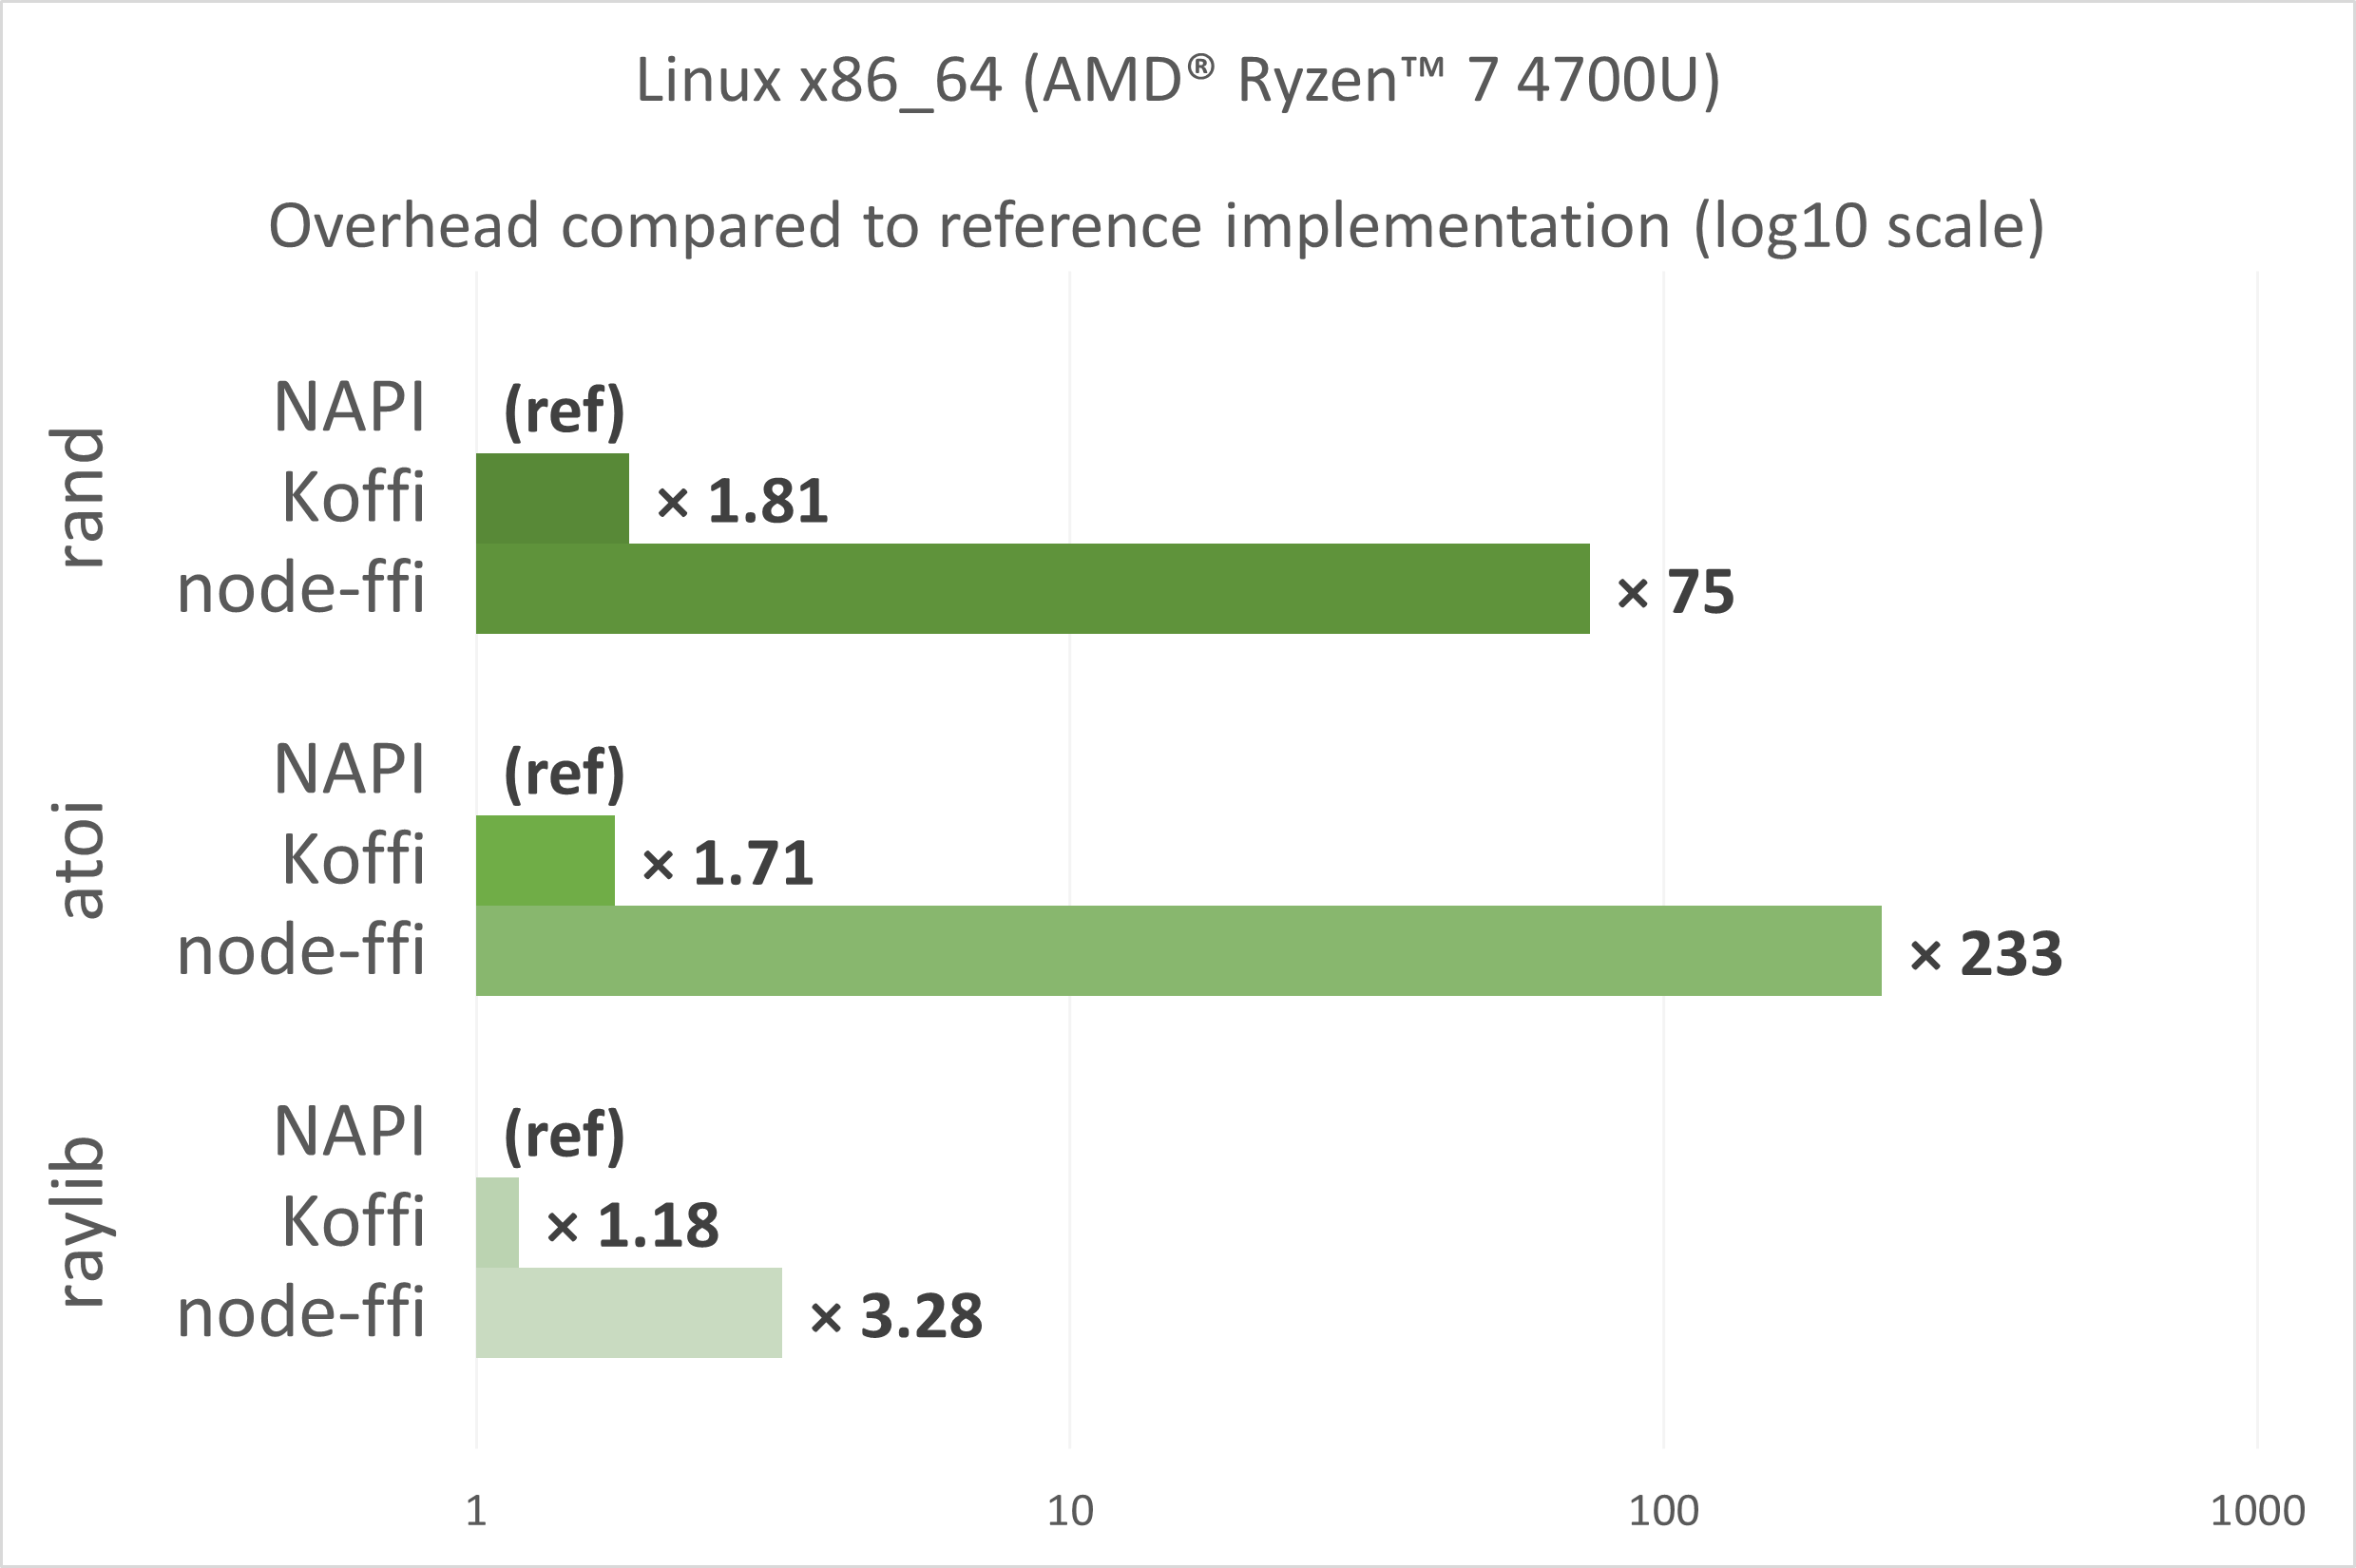 Linux x86_64 (AMD® Ryzen™ 7 4700U)
Overhead compared to reference implementation (log10 scale)
rand
NAPI (ref)
Koffi × 1.81
node-ffi × 75
atoi
NAPI (ref)
Koffi × 1.71
node-ffi × 233
raylib
NAPI (ref)
Koffi × 1.18
node-ffi × 3.28
1 10 100 1000